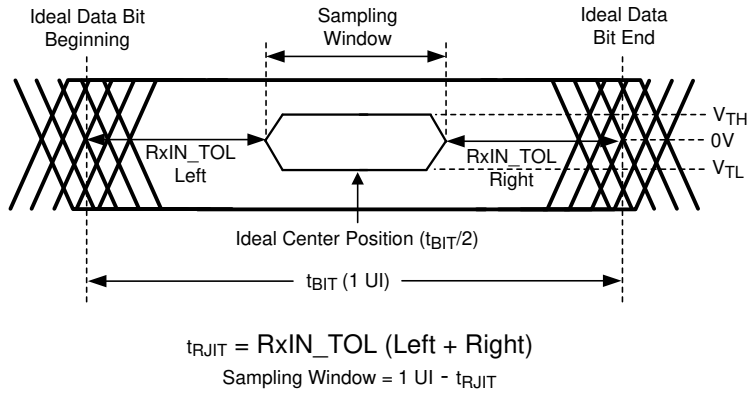 Ideal Data Bit
Beginning
Sampling
Window
Ideal Data
Bit End
VTH
0V
VTL
RxIN_TOL
Left
RxIN_TOL
Right
Ideal Center Position (tBIT/2)
tBIT (1 UI)
tRJIT = RxIN_TOL (Left + Right)
Sampling Window = 1 UI - tRJIT